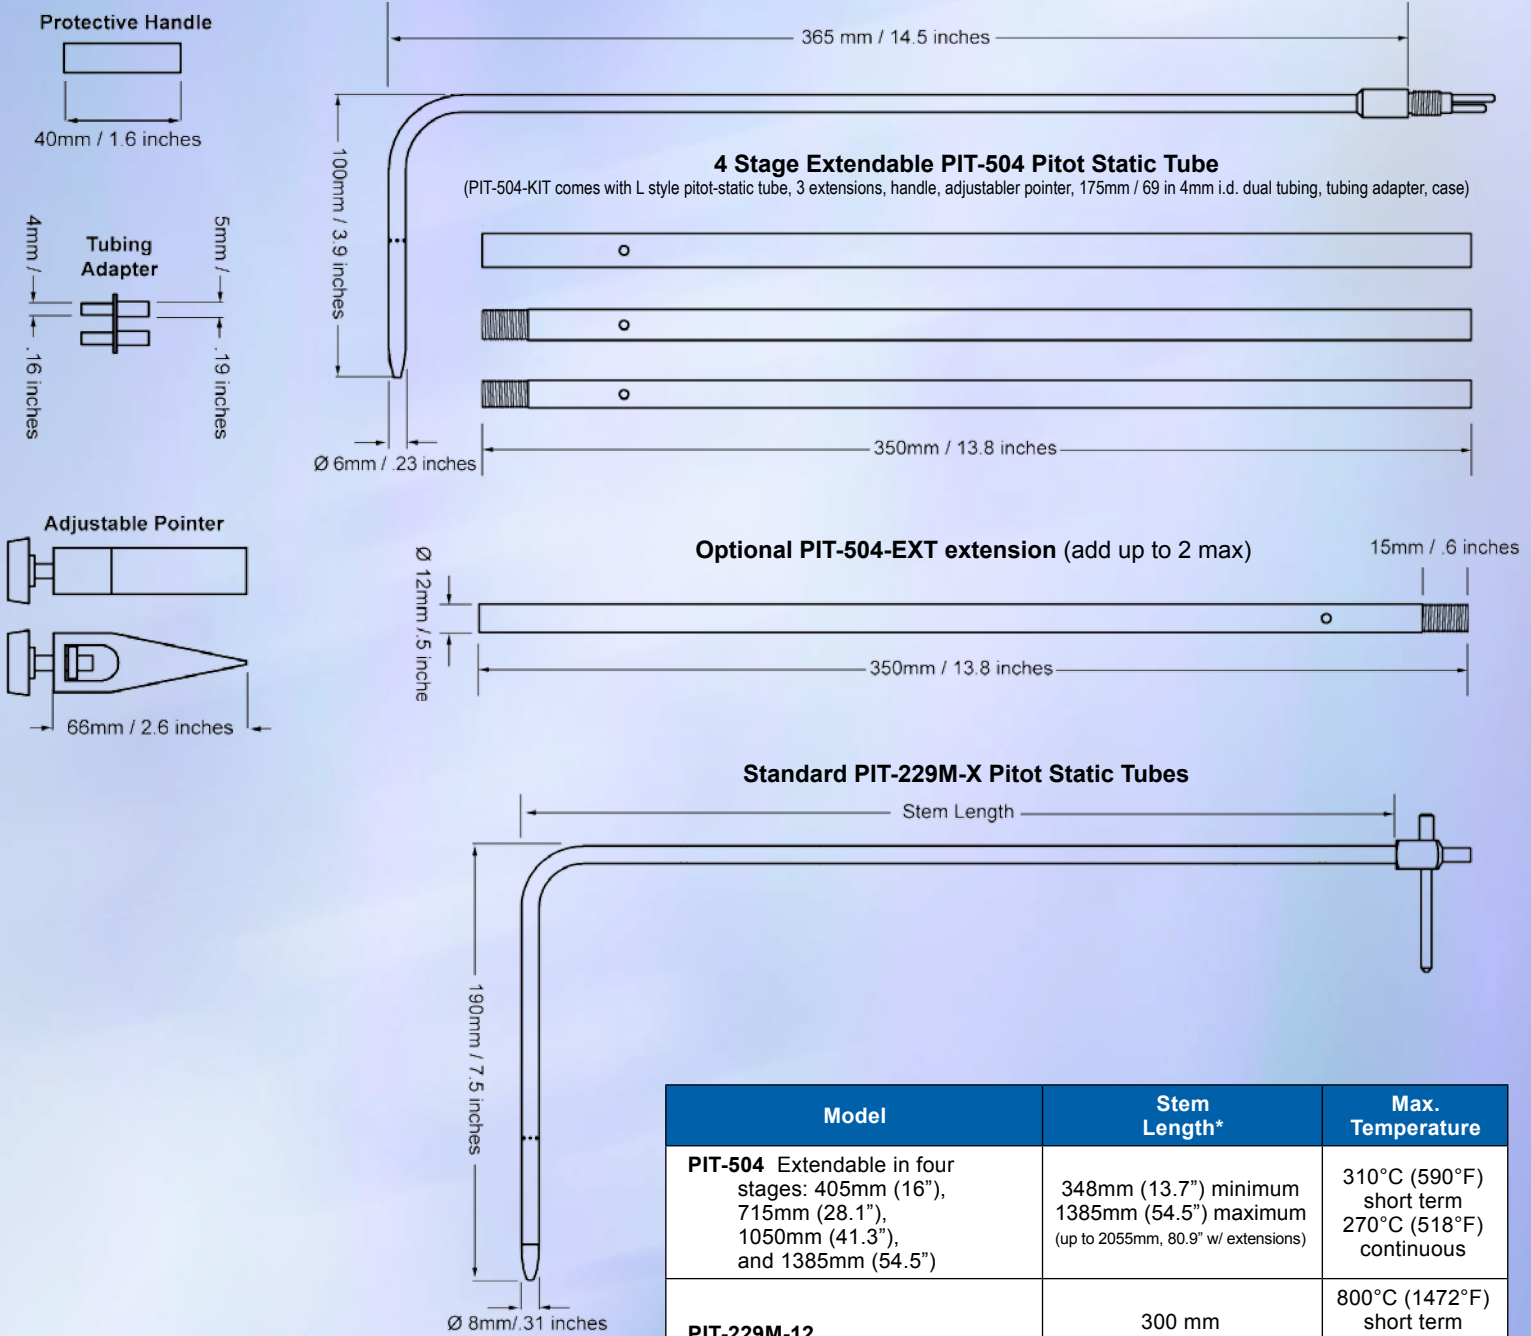 Protective Handle
40mm / 1.6 inches
365 mm / 14.5 inches
100mm / 3.9 inches
4 Stage Extendable PIT-504 Pitot Static Tube
(PIT-504-KIT comes with L style pitot-static tube, 3 extensions, handle, adjustabler pointer, 175mm / 69 in 4mm i.d. dual tubing, tubing adapter, case)
Tubing
Adapter
4mm /
.16 inches
5mm /
.19 inches
Ø 6mm / .23 inches
350mm / 13.8 inches
Adjustable Pointer
66mm / 2.6 inches
Optional PIT-504-EXT extension (add up to 2 max)
15mm / .6 inches
Ø 12mm /.5 inche
350mm / 13.8 inches
Standard PIT-229M-X Pitot Static Tubes
Stem Length
190mm / 7.5 inches
Ø 8mm/.31 inches
Model
Stem
Length*
Max.
Temperature
PIT-504 Extendable in four
stages: 405mm (16”),
715mm (28.1”),
1050mm (41.3”),
and 1385mm (54.5”)
348mm (13.7”) minimum
1385mm (54.5”) maximum
(up to 2055mm, 80.9” w/ extensions)
310°C (590°F)
short term
270°C (518°F)
continuous
PIT-229M-12
300 mm
800°C (1472°F)
short term